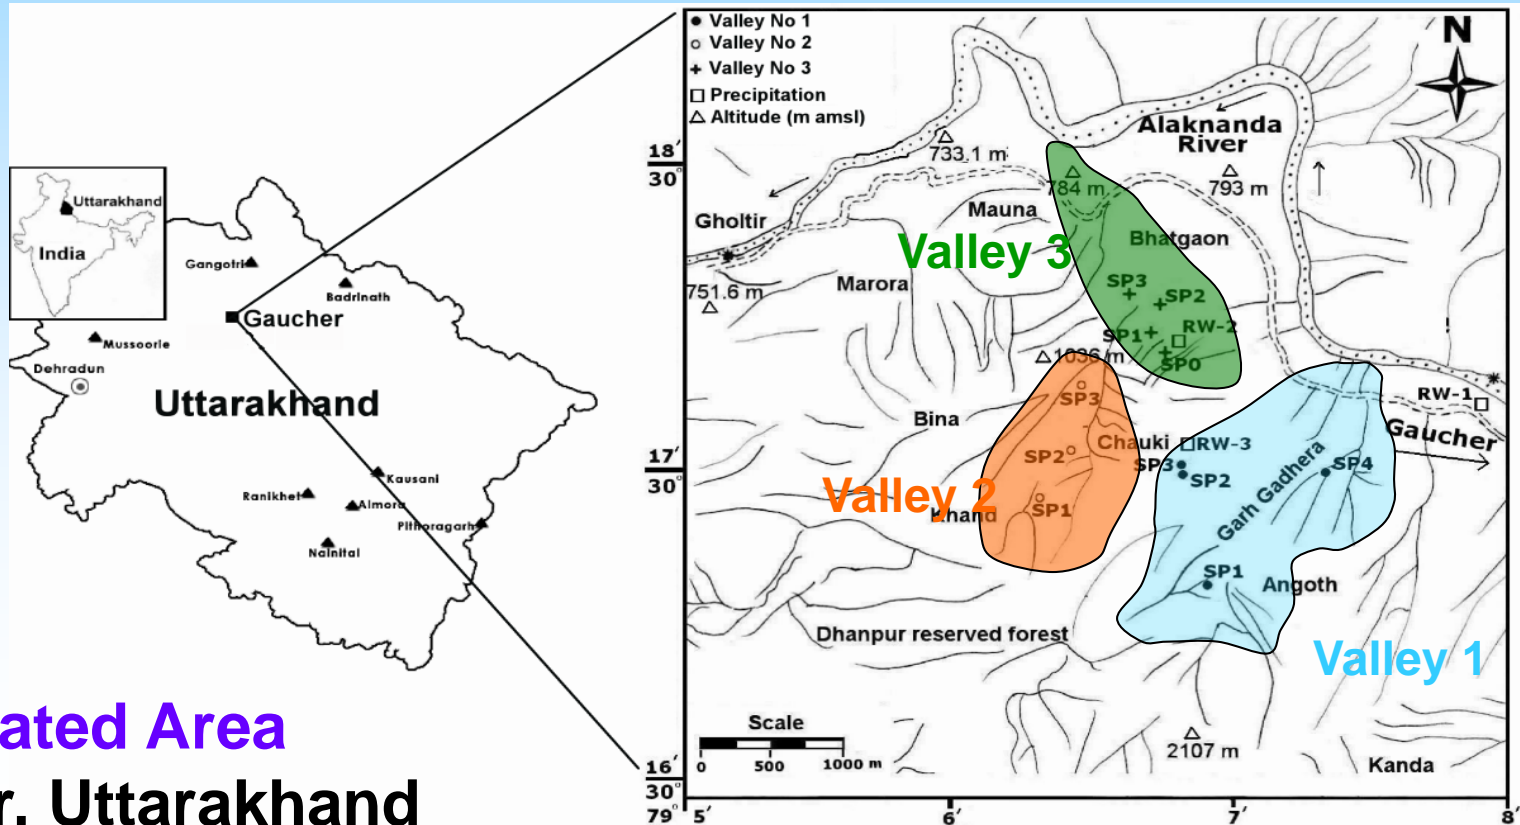 Valley No 1
Valley No 2
Valley No 3
Precipitation
Altitude (m amsl)
N
Alaknanda
River
18′
30°
733.1 m
784 m
793 m
Gholtir
Mauna
Bhatgaon
Valley 3
Marora
751.6 m
SP3
SP2
SP1
RW-2
SP0
1036 m
RW-1
SP3
Bina
Chauki
RW-3
Gaucher
17′
30°
SP2
SP3
SP2
SP4
Garh Gadhera
Valley 2
Khand
SP1
SP1
Angoth
Dhanpur reserved forest
Valley 1
Scale
0 500 1000 m
2107 m
Kanda
16′
30°
79°
5′ 6′ 7′ 8′
Uttarakhand
India
Gangotri
Badrinath
Gaucher
Mussoorie
Dehradun
Uttarakhand
Kausani
Ranikhet
Almora
Pithoragarh
Nainital
ated Area
r, Uttarakhand